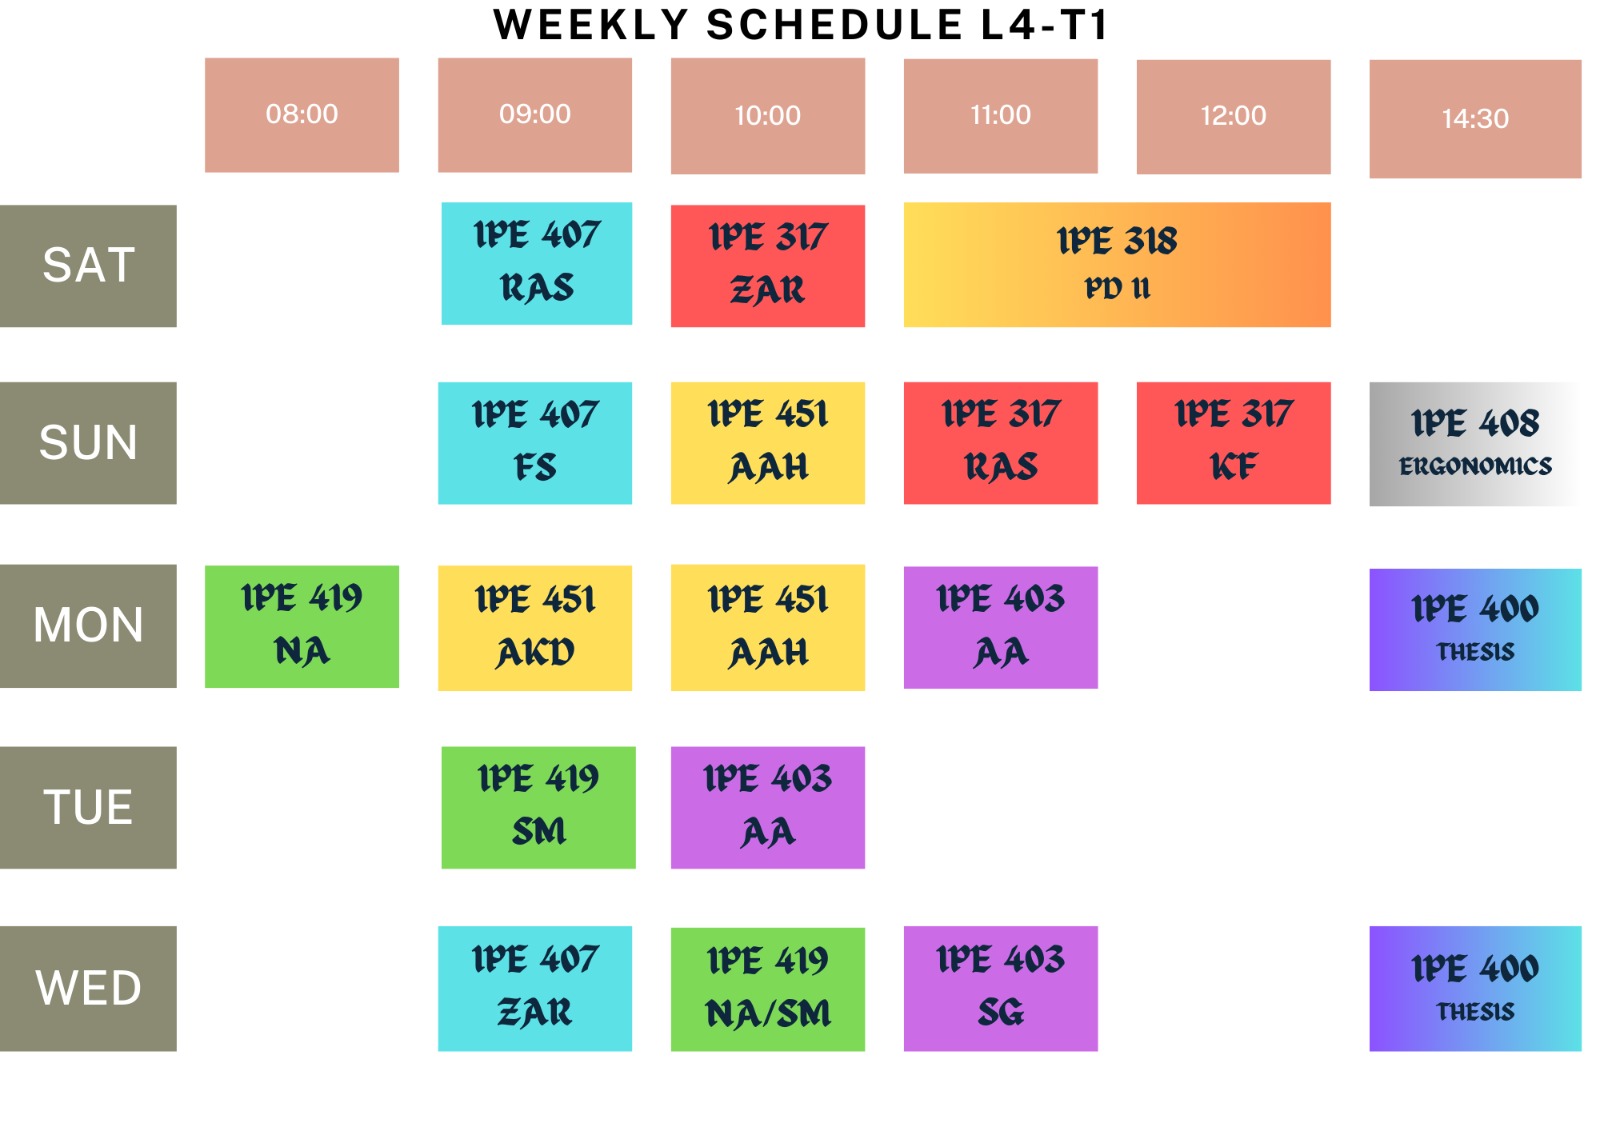 WEEKLY SCHEDULE L4-T1
08:00 09:00 10:00 11:00 12:00 14:30
SAT
IPE 407
RAS
IPE 317
ZAR
IPE 318
PD II
SUN
IPE 407
FS
IPE 451
AAH
IPE 317
RAS
IPE 317
KF
IPE 408
ERGONOMICS
MON
IPE 419
NA
IPE 451
AKD
IPE 451
AAH
IPE 403
AA
IPE 400
THESIS
TUE
IPE 419
SM
IPE 403
AA
WED
IPE 407
ZAR
IPE 419
NA/SM
IPE 403
SG
IPE 400
THESIS